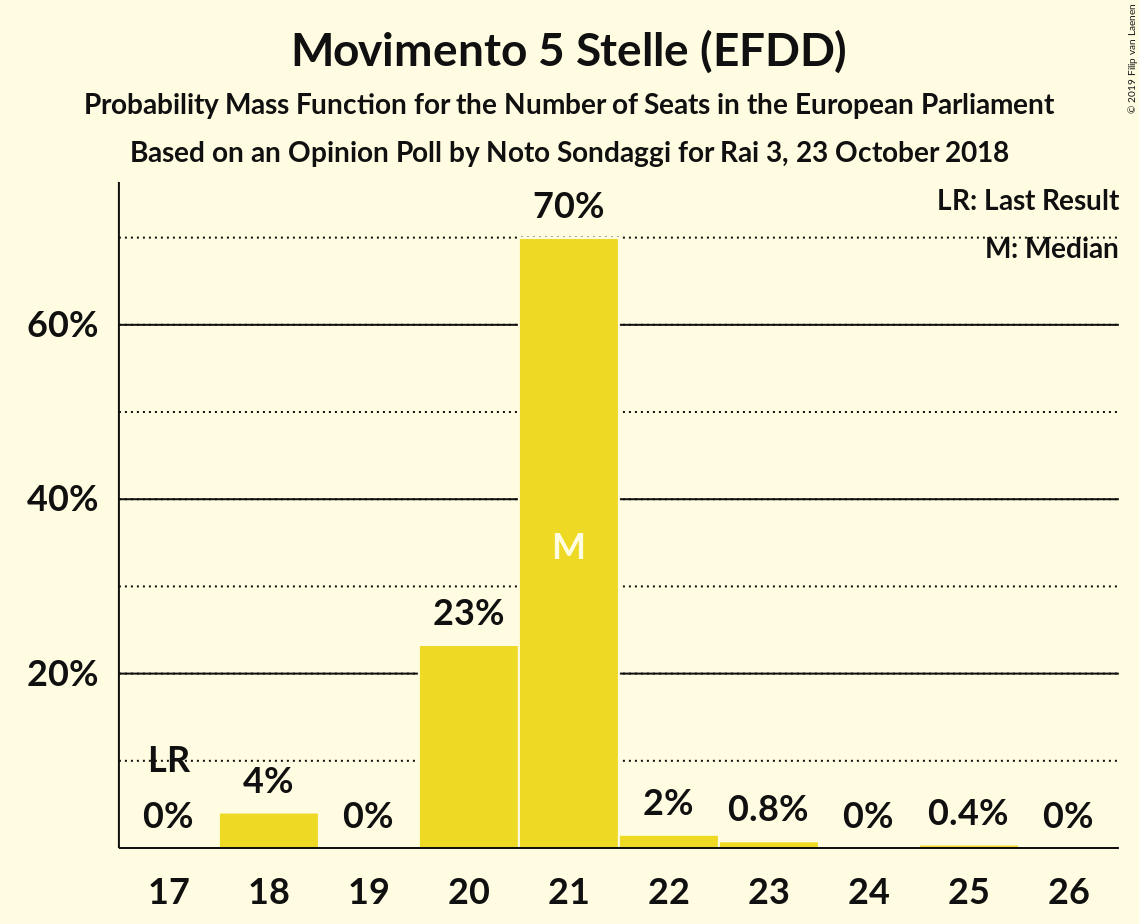 Movimento 5 Stelle (EFDD)
Probability Mass Function for the Number of Seats in the European Parliament
Based on an Opinion Poll by Noto Sondaggi for Rai 3, 23 October 2018
© 2019 Filip van Laenen
LR: Last Result
M: Median
70%
60%
40%
M
23%
20%
LR
0%
4%
0%
2%
0.8%
0%
0.4%
0%
17 18 19 20 21 22 23 24 25 26